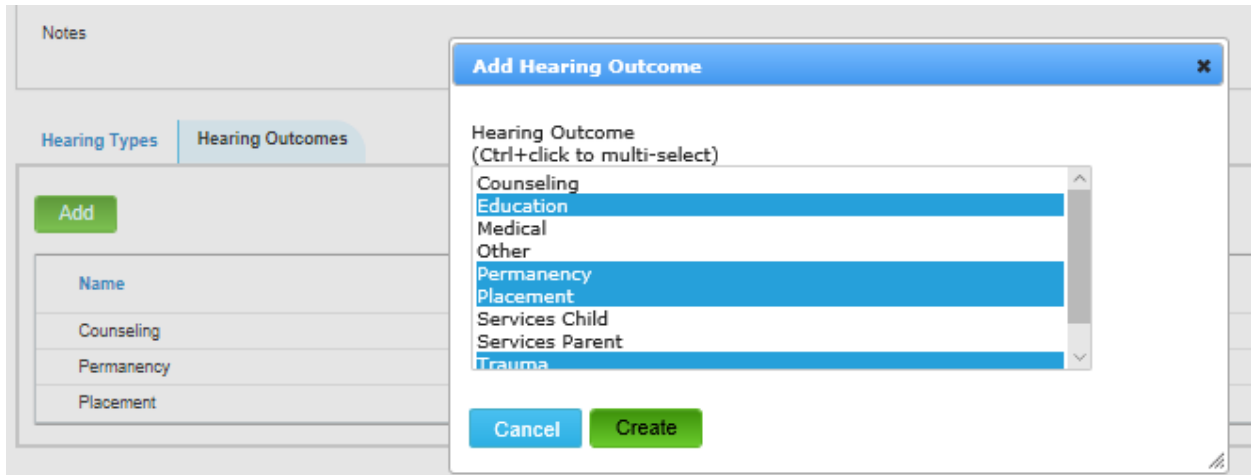 Notes
Hearing Types
Hearing Outcomes
Add
Name
Counseling
Permanency
Placement
Add Hearing Outcome
Hearing Outcome
(Ctrl+click to multi-select)
Counseling
Education
Medical
Other
Permanency
Placement
Services Child
Services Parent
Trauma
Cancel
Create